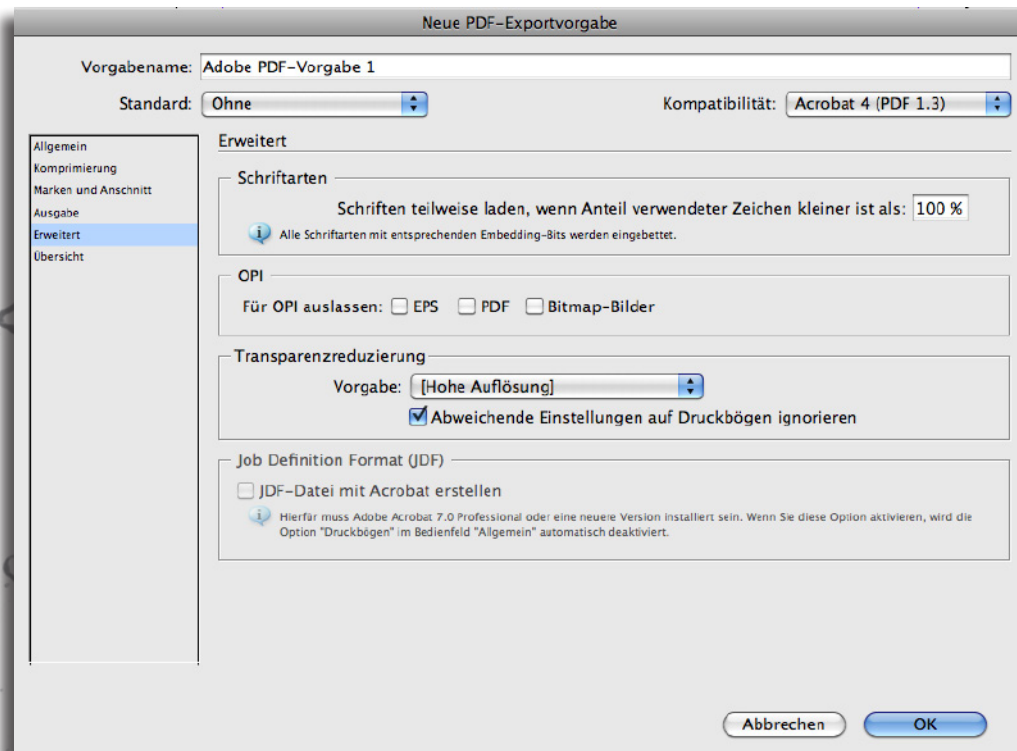 Neue PDF-Exportvorgabe
Vorgabename: Adobe PDF-Vorgabe 1
Standard: Ohne Kompatibilität: Acrobat 4 (PDF 1.3)
Allgemein
Komprimierung
Marken und Anschnitt
Ausgabe
Erweitert
Übersicht
Erweitert
Schriftarten
Schriften teilweise laden, wenn Anteil verwendeter Zeichen kleiner ist als: 100 %
Alle Schriftarten mit entsprechenden Embedding-Bits werden eingebettet.
OPI
Für OPI auslassen: EPS PDF Bitmap-Bilder
Transparenzreduzierung
Vorgabe: [Hohe Auflösung]
Abweichende Einstellungen auf Druckbögen ignorieren
Job Definition Format (JDF)
JDF-Datei mit Acrobat erstellen
Hierfür muss Adobe Acrobat 7.0 Professional oder eine neuere Version installiert sein. Wenn Sie diese Option aktivieren, wird die
Option "Druckbögen" im Bedienfeld "Allgemein" automatisch deaktiviert.
Abbrechen OK